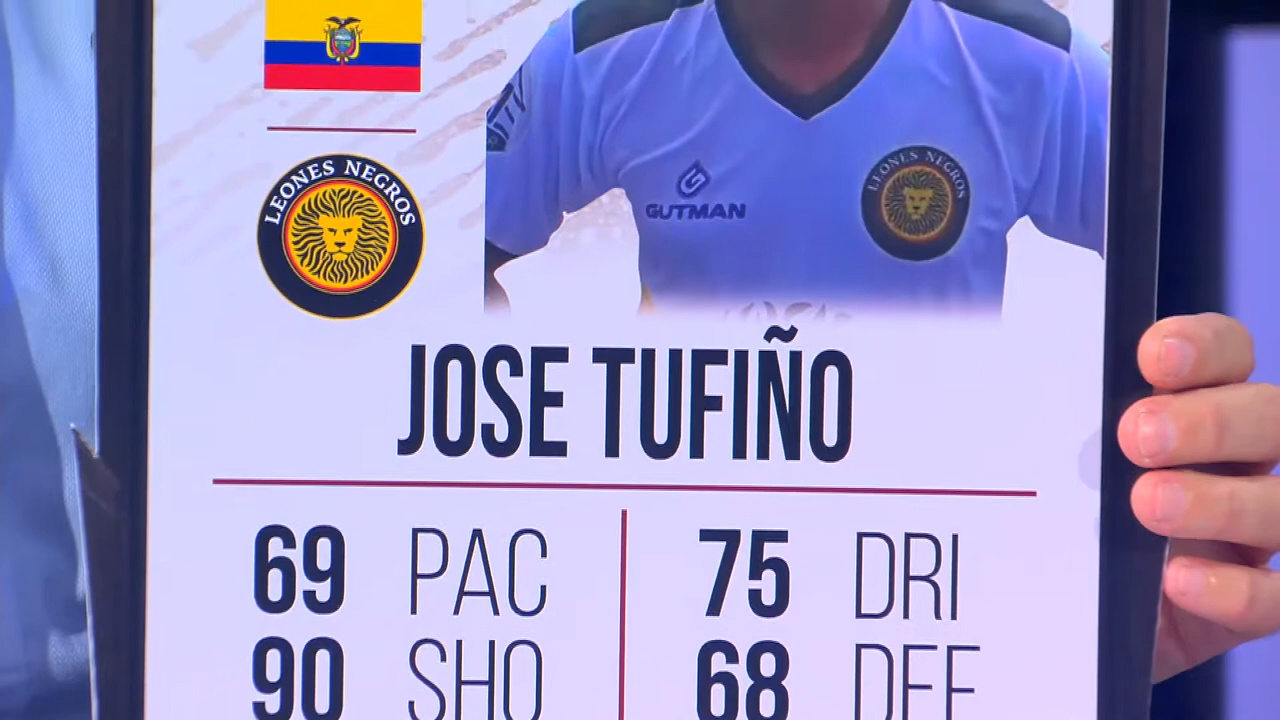 LEONES NEGROS
GUTMAN
LEONES NEGROS
JOSE TUFIÑO
69 PAC 75 DRI
90 SHO 68 DEF